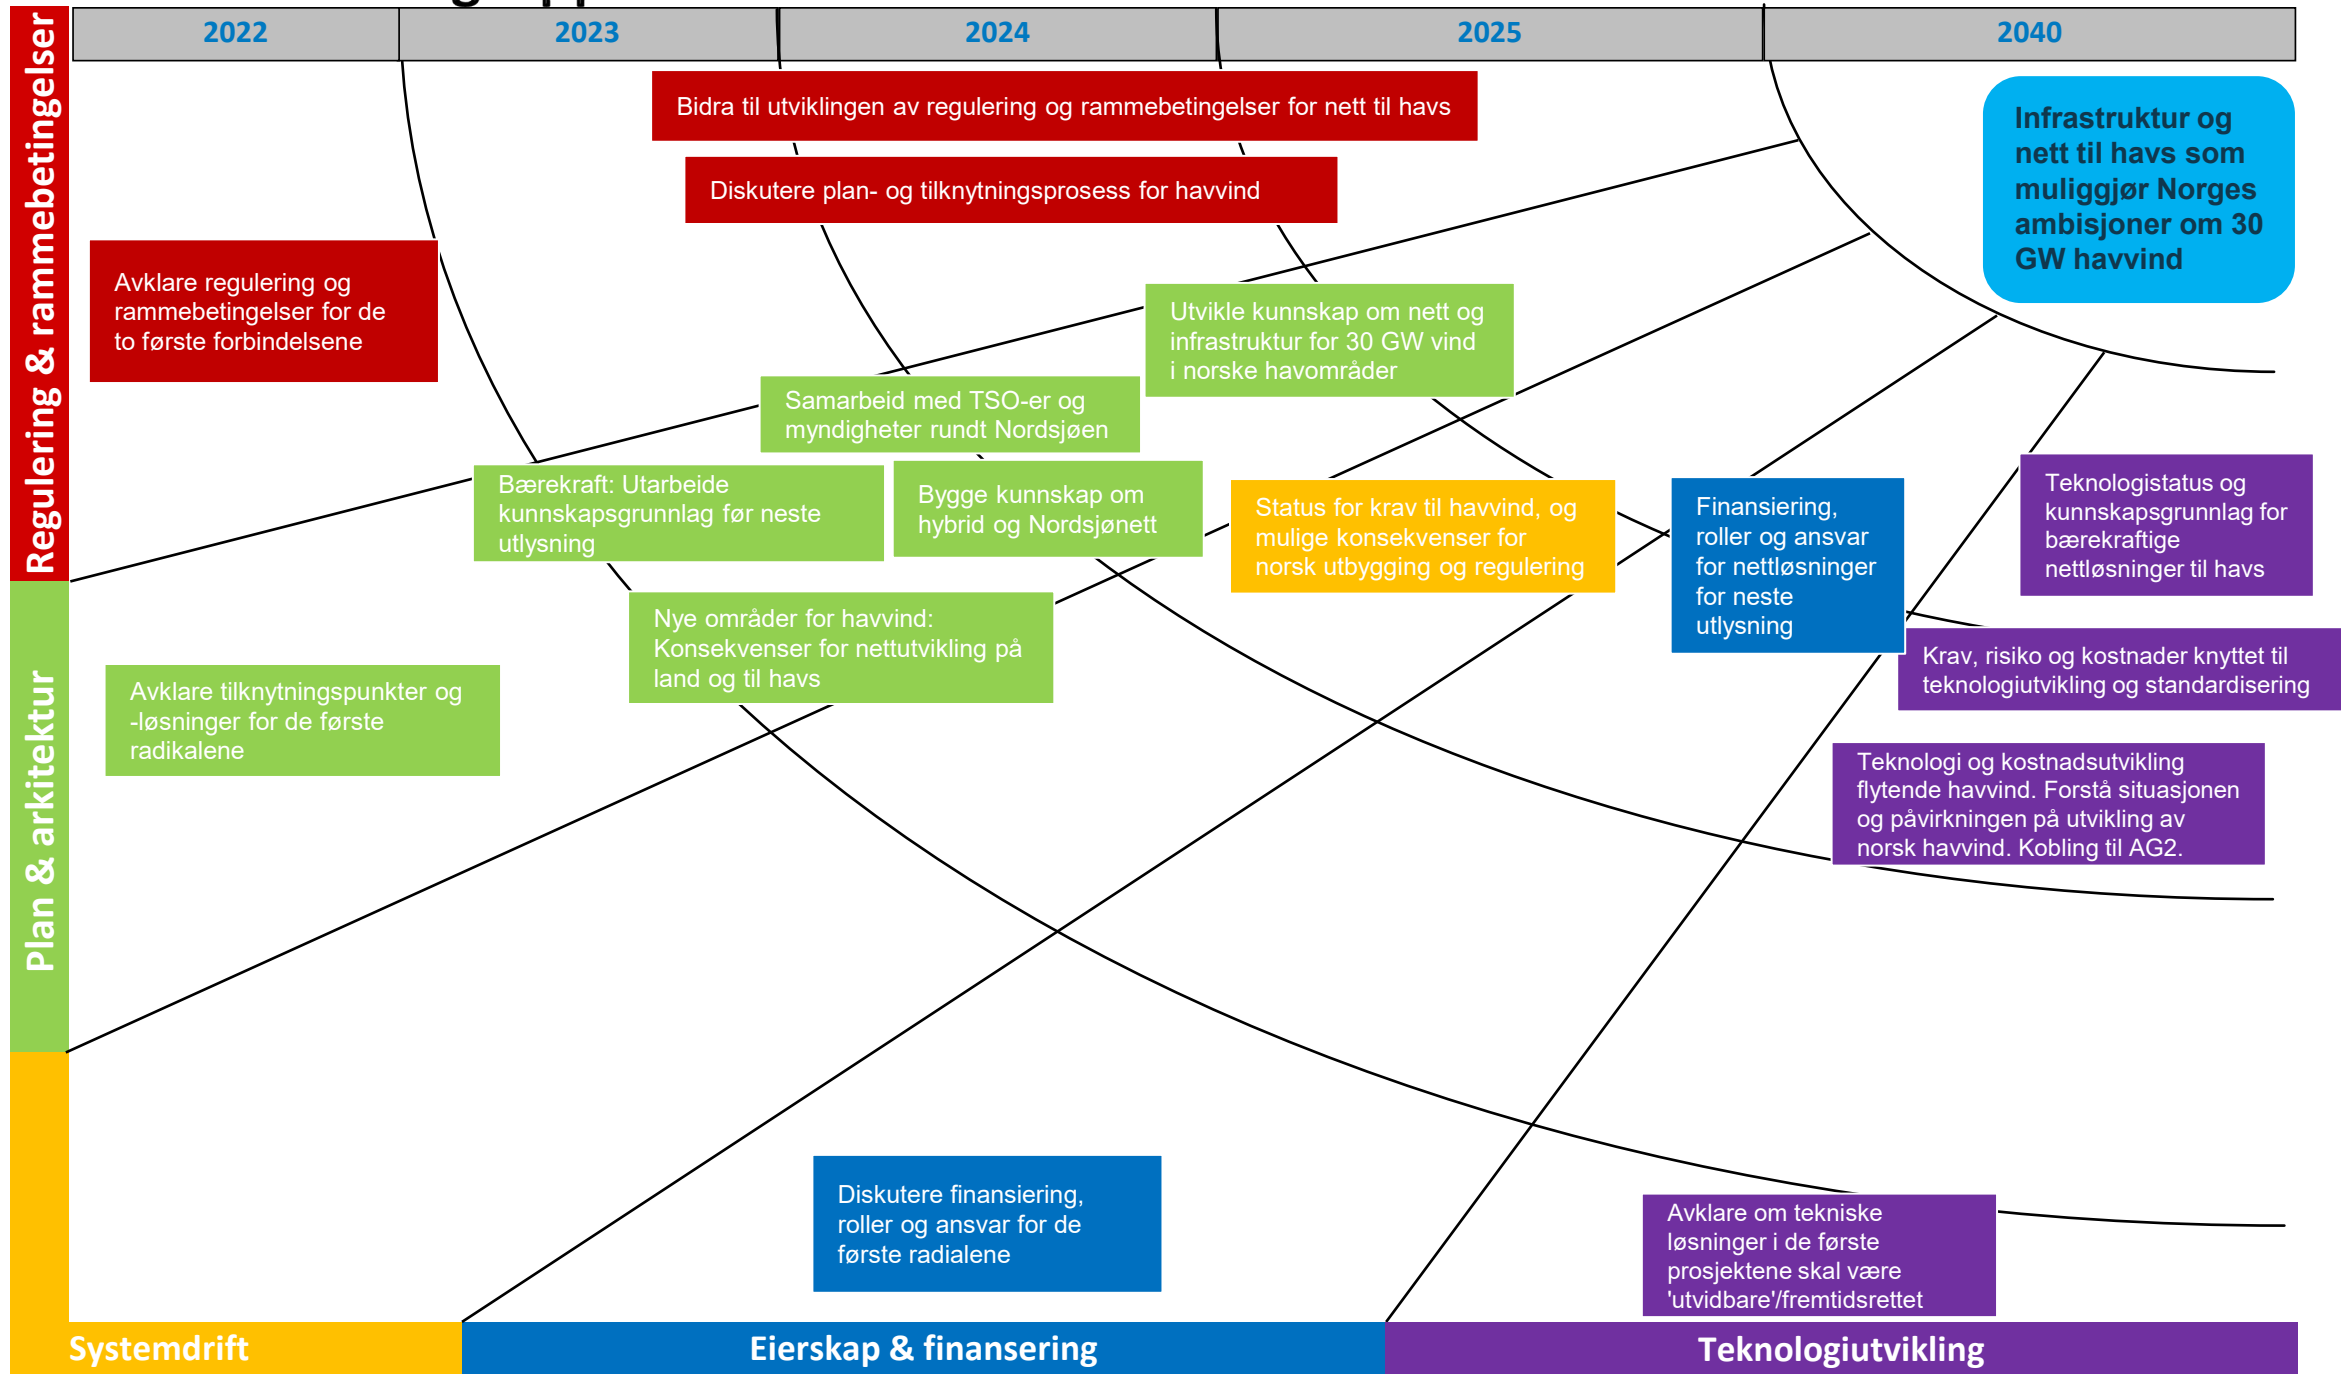 2022
2023
2024
2025
2040
Regulering & rammebetingelser
Bidra til utviklingen av regulering og rammebetingelser for nett til havs
Diskutere plan- og tilknytningsprosess for havvind
Infrastruktur og
nett til havs som
muliggjør Norges
ambisjoner om 30
GW havvind
Avklare regulering og
rammebetingelser for de
to første forbindelsene
Utvikle kunnskap om nett og
infrastruktur for 30 GW vind
i norske havområder
Samarbeid med TSO-er og
myndigheter rundt Nordsjøen
Bærekraft: Utarbeide
kunnskapsgrunnlag før neste
utlysning
Bygge kunnskap om
hybrid og Nordsjønett
Status for krav til havvind, og
mulige konsekvenser for
norsk utbygging og regulering
Finansiering,
roller og ansvar
for nettløsninger
for neste
utlysning
Teknologistatus og
kunnskapsgrunnlag for
bærekraftige
nettløsninger til havs
Plan & arkitektur
Nye områder for havvind:
Konsekvenser for nettutvikling på
land og til havs
Krav, risiko og kostnader knyttet til
teknologiutvikling og standardisering
Avklare tilknytningspunkter og
-løsninger for de første
radikalene
Teknologi og kostnadsutvikling
flytende havvind. Forstå situasjonen
og påvirkningen på utvikling av
norsk havvind. Kobling til AG2.
Diskutere finansiering,
roller og ansvar for de
første radialene
Avklare om tekniske
løsninger i de første
prosjektene skal være
'utvidbare'/fremtidsrettet
Systemdrift
Eierskap & finansering
Teknologiutvikling